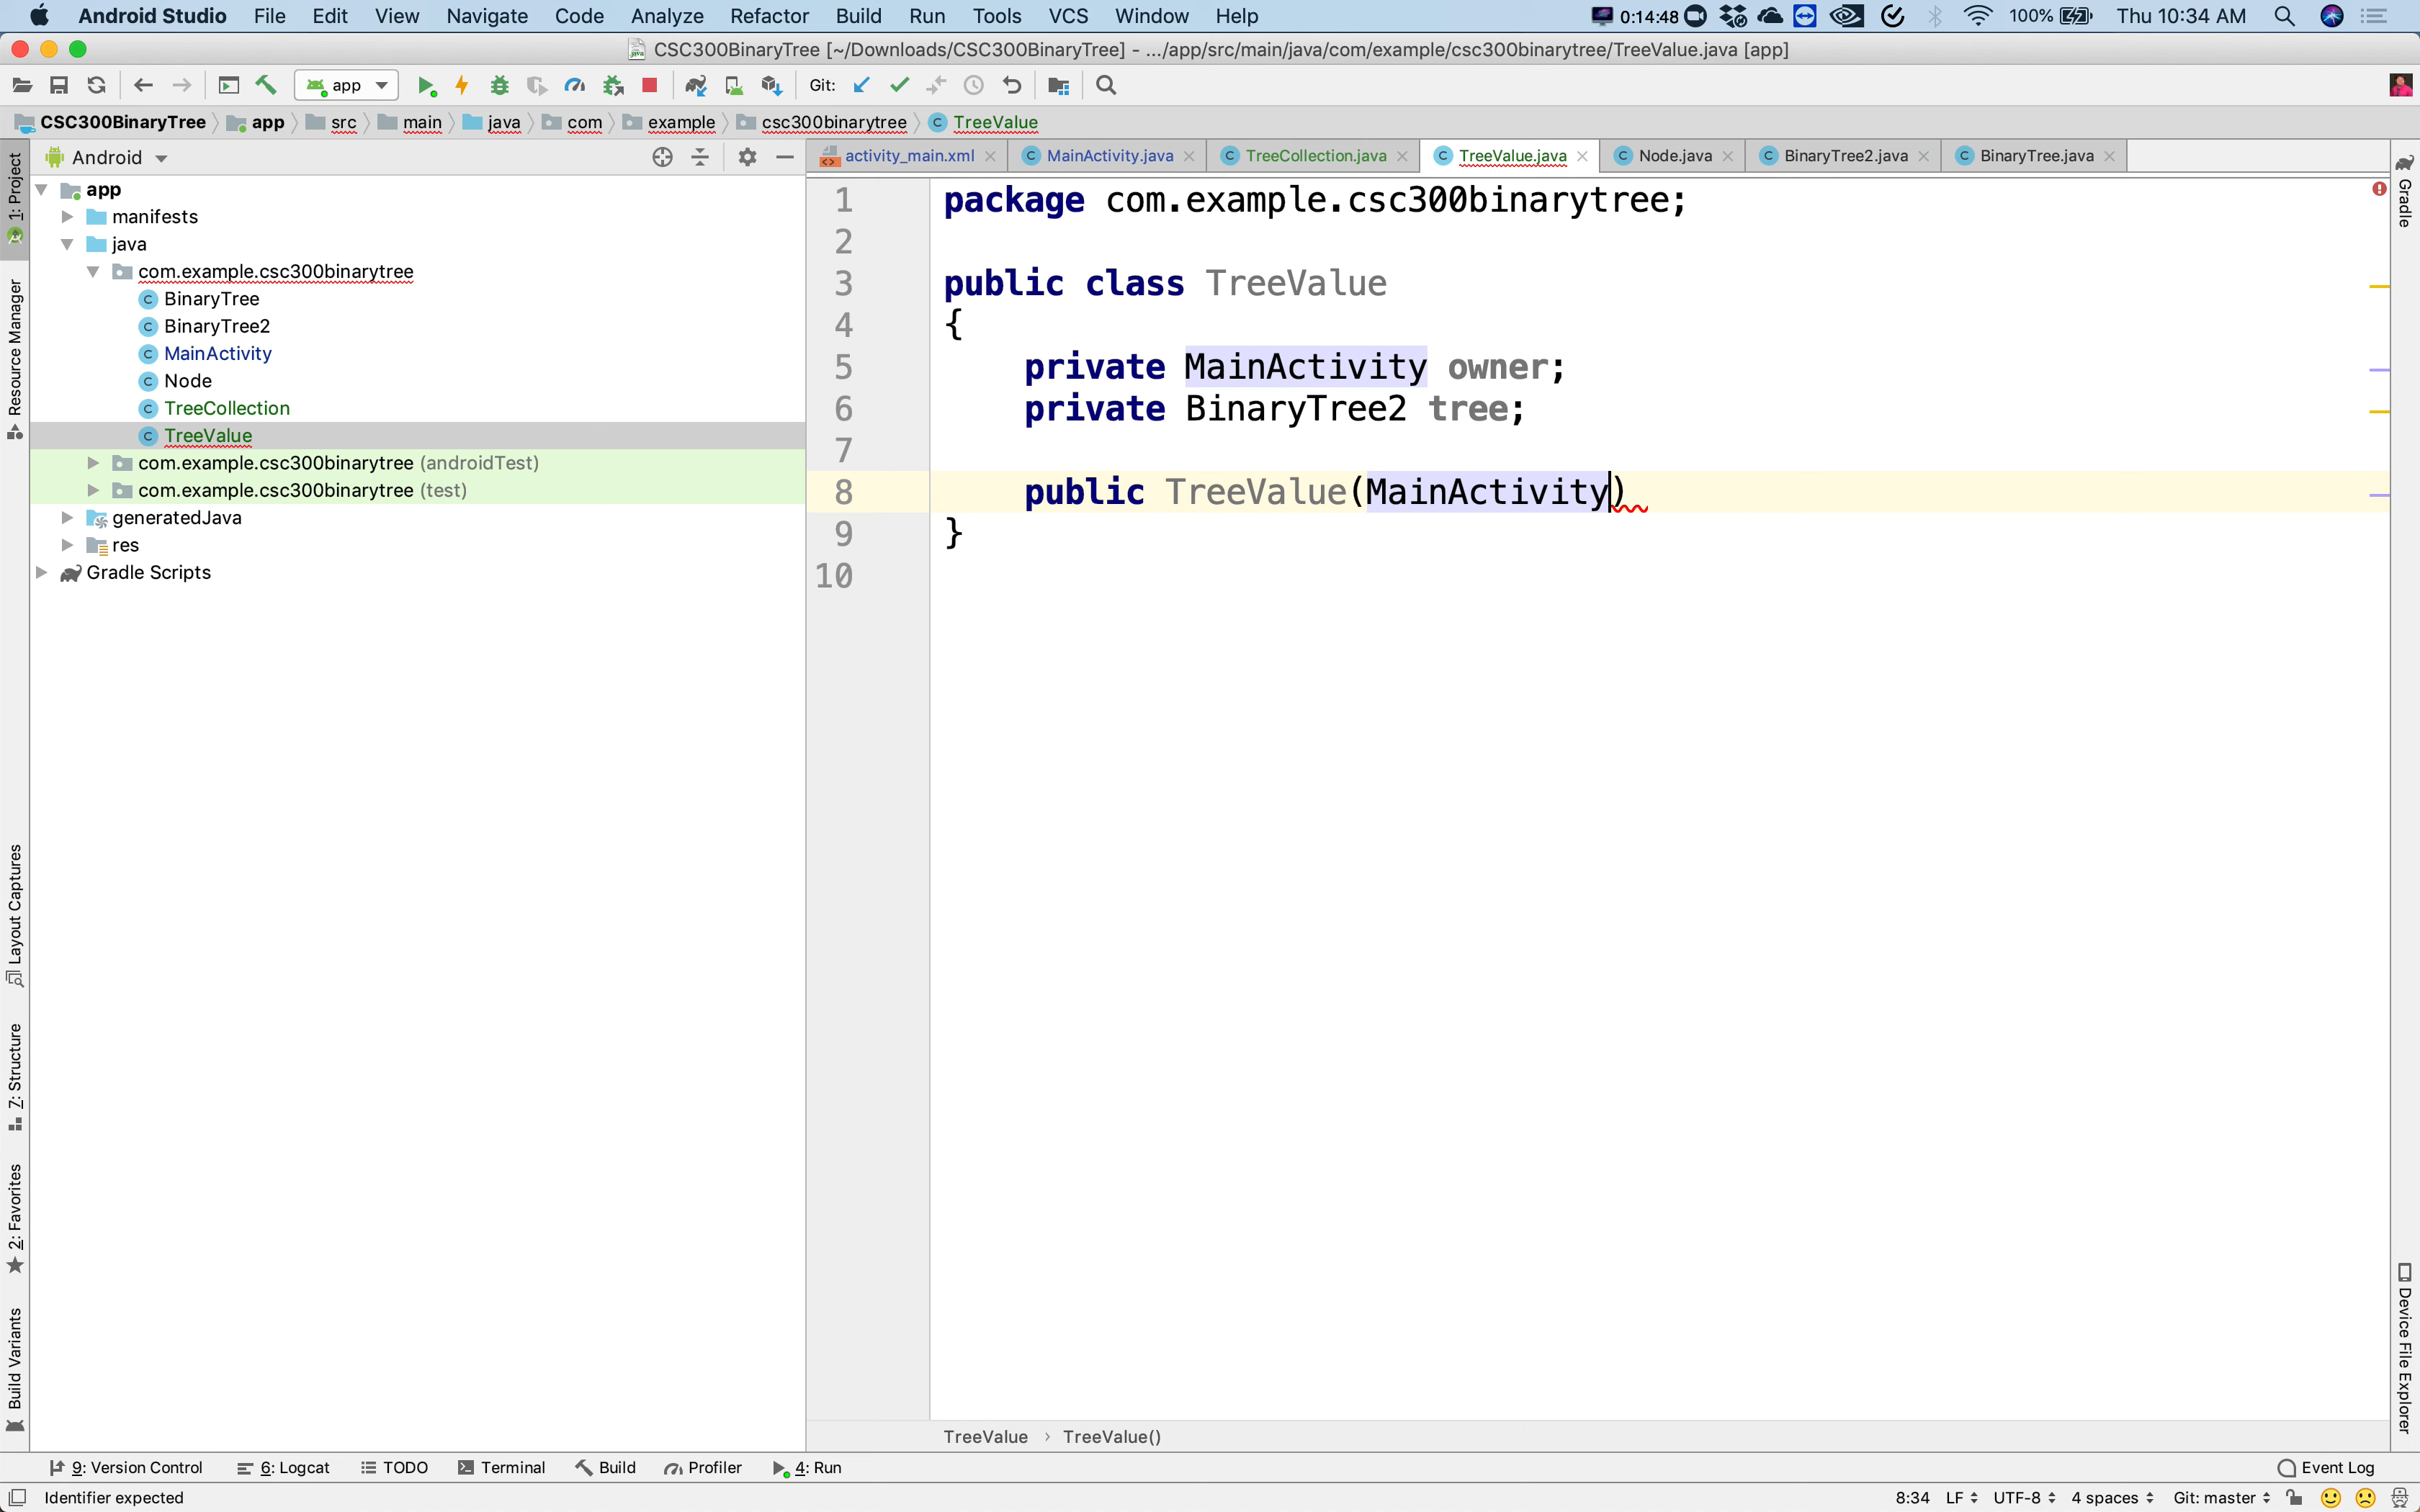 Android Studio File Edit View Navigate Code Analyze Refactor Build Run Tools VCS Window Help 0:14:48 100% Thu 10:34 AM
CSC300BinaryTree [~/Downloads/CSC300BinaryTree] - .../app/src/main/java/com/example/csc300binarytree/TreeValue.java [app]
app Git:
CSC300BinaryTree app src main java com example csc300binarytree TreeValue
Android
activity_main.xml MainActivity.java TreeCollection.java TreeValue.java Node.java BinaryTree2.java BinaryTree.java
app
manifests
java
com.example.csc300binarytree
BinaryTree
BinaryTree2
MainActivity
Node
TreeCollection
TreeValue
com.example.csc300binarytree (androidTest)
com.example.csc300binarytree (test)
generatedJava
res
Gradle Scripts
1: Project
Resource Manager
Layout Captures
7: Structure
2: Favorites
Build Variants
1 package com.example.csc300binarytree;
2
3 public class TreeValue
4 {
5 private MainActivity owner;
6 private BinaryTree2 tree;
7
8 public TreeValue(MainActivity)
9 }
10
Gradle
Device File Explorer
TreeValue › TreeValue()
9: Version Control 6: Logcat TODO Terminal Build Profiler 4: Run Event Log
Identifier expected 8:34 LF UTF-8 4 spaces Git: master